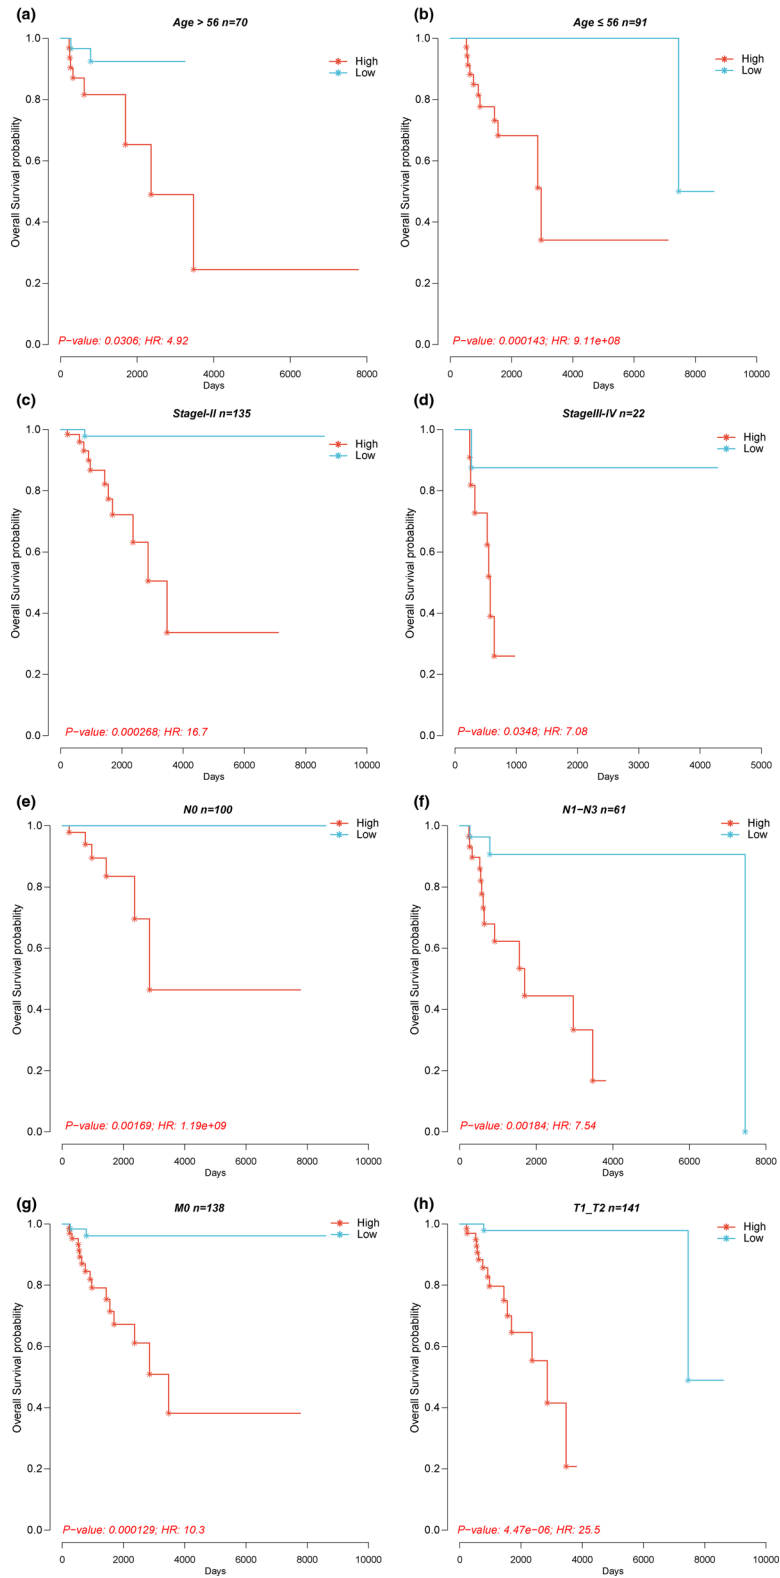 (a)
Age > 56 n=70
High
Low
Overall Survival probability
1.0
0.8
0.6
0.4
0.2
0.0
P−value: 0.0306; HR: 4.92
0 2000 4000 6000 8000
Days
(b)
Age ≤ 56 n=91
High
Low
Overall Survival probability
1.0
0.8
0.6
0.4
0.2
0.0
P−value: 0.000143; HR: 9.11e+08
0 2000 4000 6000 8000 10000
Days
(c)
StageI-II n=135
High
Low
Overall Survival probability
1.0
0.8
0.6
0.4
0.2
0.0
P−value: 0.000268; HR: 16.7
0 2000 4000 6000 8000 10000
Days
(d)
StageIII-IV n=22
High
Low
Overall Survival probability
1.0
0.8
0.6
0.4
0.2
0.0
P−value: 0.0348; HR: 7.08
0 1000 2000 3000 4000 5000
Days
(e)
N0 n=100
High
Low
Overall Survival probability
1.0
0.8
0.6
0.4
0.2
0.0
P−value: 0.00169; HR: 1.19e+09
0 2000 4000 6000 8000 10000
Days
(f)
N1−N3 n=61
High
Low
Overall Survival probability
1.0
0.8
0.6
0.4
0.2
0.0
P−value: 0.00184; HR: 7.54
0 2000 4000 6000 8000
Days
(g)
M0 n=138
High
Low
Overall Survival probability
1.0
0.8
0.6
0.4
0.2
0.0
P−value: 0.000129; HR: 10.3
0 2000 4000 6000 8000 10000
Days
(h)
T1_T2 n=141
High
Low
Overall Survival probability
1.0
0.8
0.6
0.4
0.2
0.0
P−value: 4.47e−06; HR: 25.5
0 2000 4000 6000 8000 10000
Days